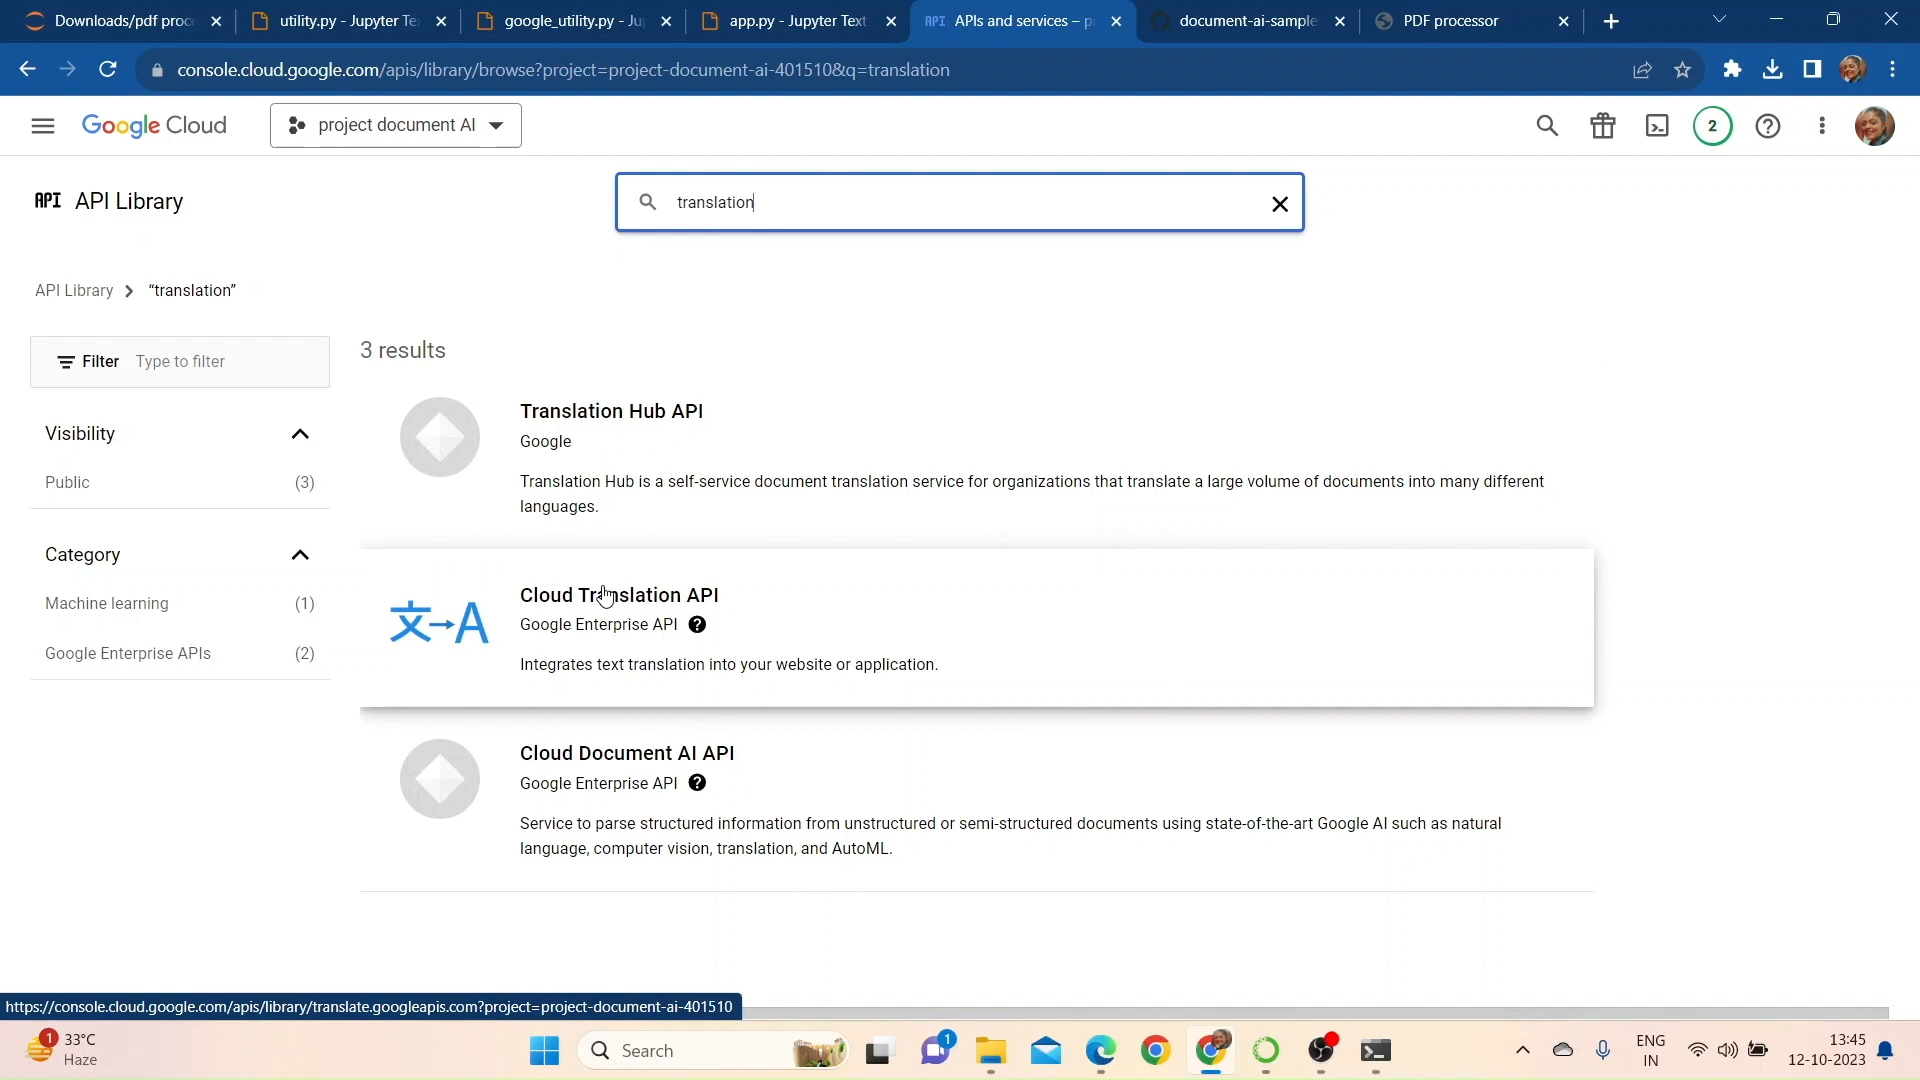 Downloads/pdf proce
utility.py - Jupyter Te
google_utility.py - Ju
app.py - Jupyter Text
API APIs and services – p
document-ai-sample
PDF processor
console.cloud.google.com/apis/library/browse?project=project-document-ai-401510&q=translation
Google Cloud
project document AI
2
API API Library
translation
API Library
“translation”
Filter Type to filter
3 results
Visibility
Public (3)
Category
Machine learning (1)
Google Enterprise APIs (2)
Translation Hub API
Google
Translation Hub is a self-service document translation service for organizations that translate a large volume of documents into many different
languages.
文→A
Cloud Translation API
Google Enterprise API ?
Integrates text translation into your website or application.
Cloud Document AI API
Google Enterprise API ?
Service to parse structured information from unstructured or semi-structured documents using state-of-the-art Google AI such as natural
language, computer vision, translation, and AutoML.
https://console.cloud.google.com/apis/library/translate.googleapis.com?project=project-document-ai-401510
1
33°C
Haze
Search
1
ENG
IN
13:45
12-10-2023